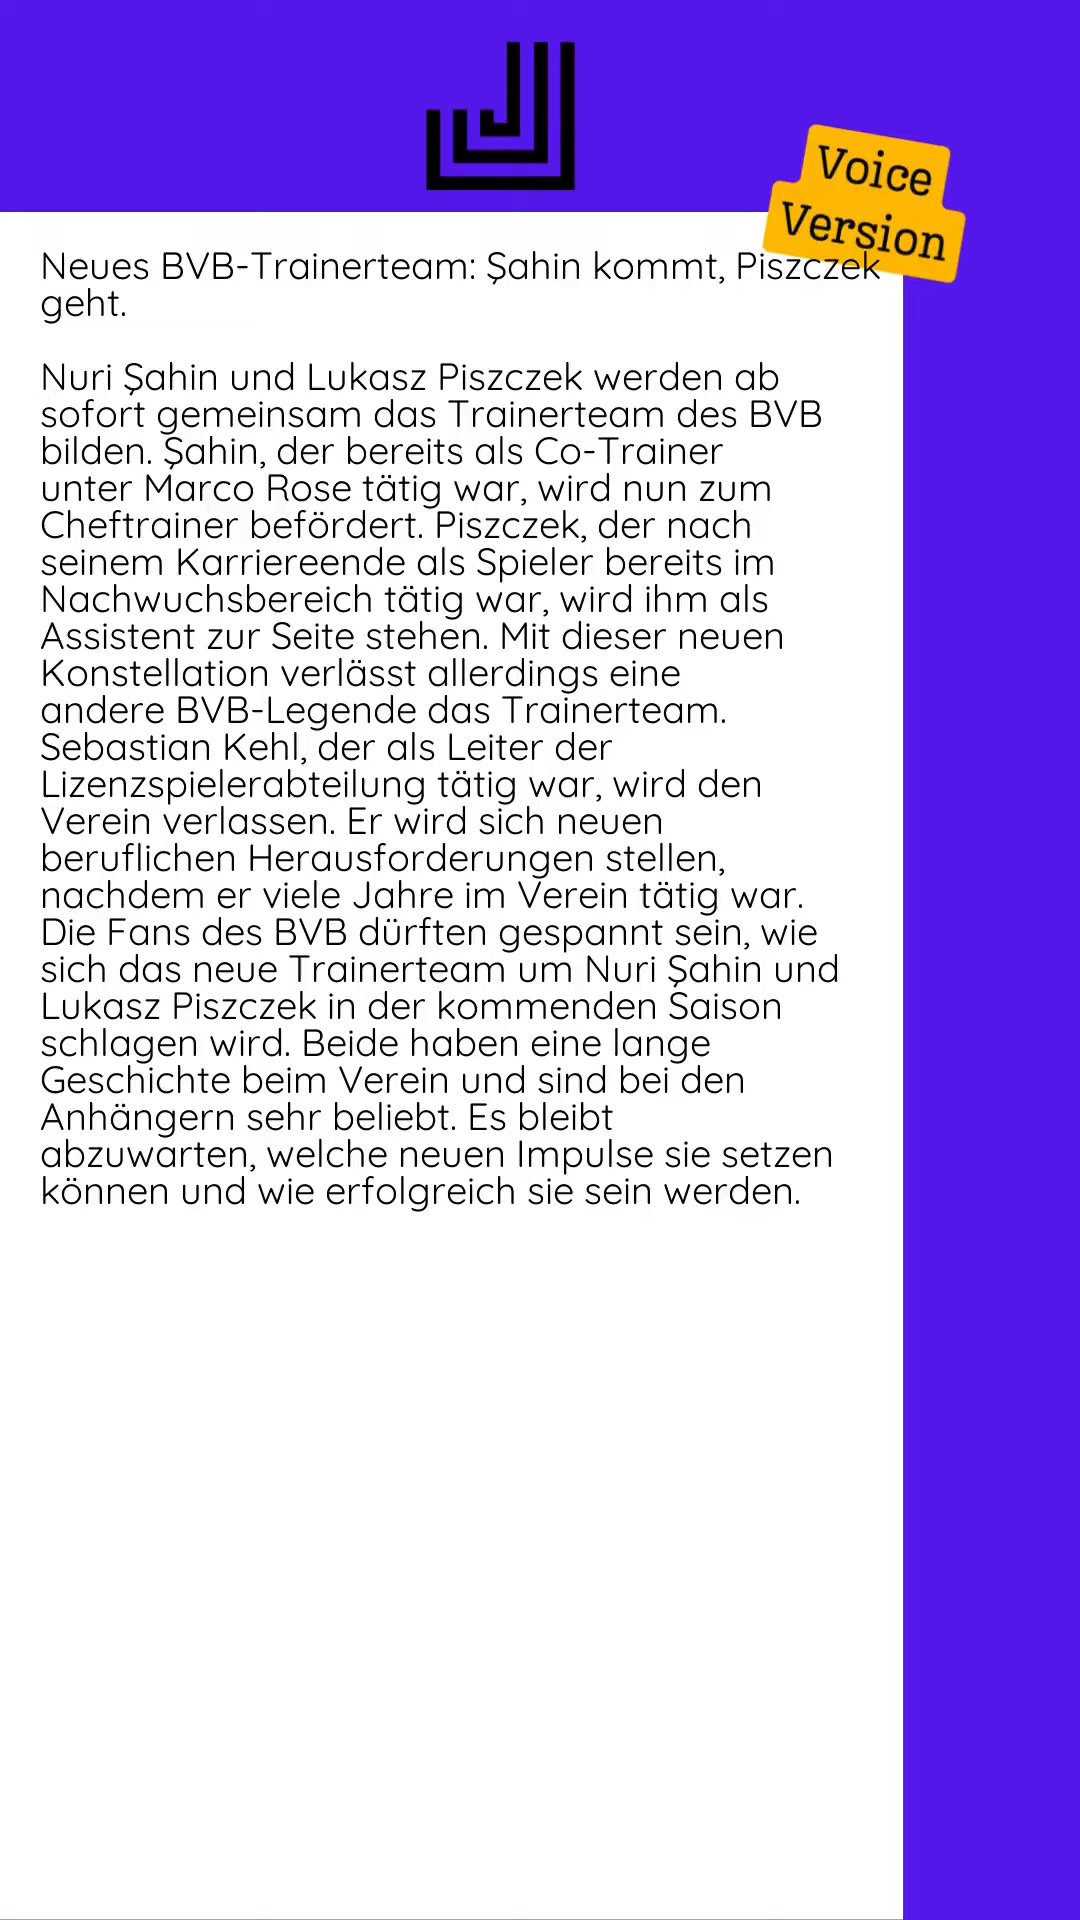 Voice
Version
Neues BVB-Trainerteam: Şahin kommt, Piszczek
geht.
Nuri Şahin und Lukasz Piszczek werden ab
sofort gemeinsam das Trainerteam des BVB
bilden. Şahin, der bereits als Co-Trainer
unter Marco Rose tätig war, wird nun zum
Cheftrainer befördert. Piszczek, der nach
seinem Karriereende als Spieler bereits im
Nachwuchsbereich tätig war, wird ihm als
Assistent zur Seite stehen. Mit dieser neuen
Konstellation verlässt allerdings eine
andere BVB-Legende das Trainerteam.
Sebastian Kehl, der als Leiter der
Lizenzspielerabteilung tätig war, wird den
Verein verlassen. Er wird sich neuen
beruflichen Herausforderungen stellen,
nachdem er viele Jahre im Verein tätig war.
Die Fans des BVB dürften gespannt sein, wie
sich das neue Trainerteam um Nuri Şahin und
Lukasz Piszczek in der kommenden Saison
schlagen wird. Beide haben eine lange
Geschichte beim Verein und sind bei den
Anhängern sehr beliebt. Es bleibt
abzuwarten, welche neuen Impulse sie setzen
können und wie erfolgreich sie sein werden.